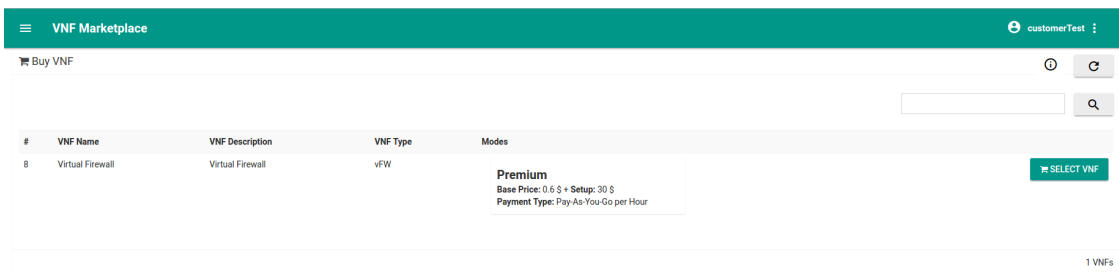 VNF Marketplace
customerTest
Buy VNF
# VNF Name VNF Description VNF Type Modes
8 Virtual Firewall Virtual Firewall vFW
Premium
Base Price: 0.6 $ + Setup: 30 $
Payment Type: Pay-As-You-Go per Hour
SELECT VNF
1 VNFs